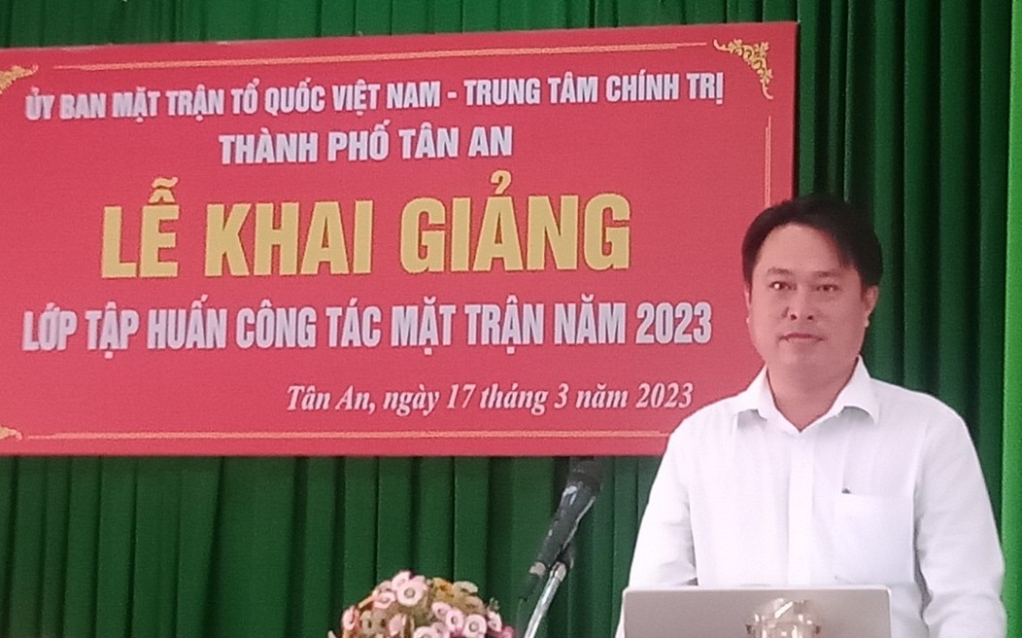 ỦY BAN MẶT TRẬN TỔ QUỐC VIỆT NAM - TRUNG TÂM CHÍNH TRỊ
THÀNH PHỐ TÂN AN
LỄ KHAI GIẢNG
LỚP TẬP HUẤN CÔNG TÁC MẶT TRẬN NĂM 2023
Tân An, ngày 17 tháng 3 năm 2023